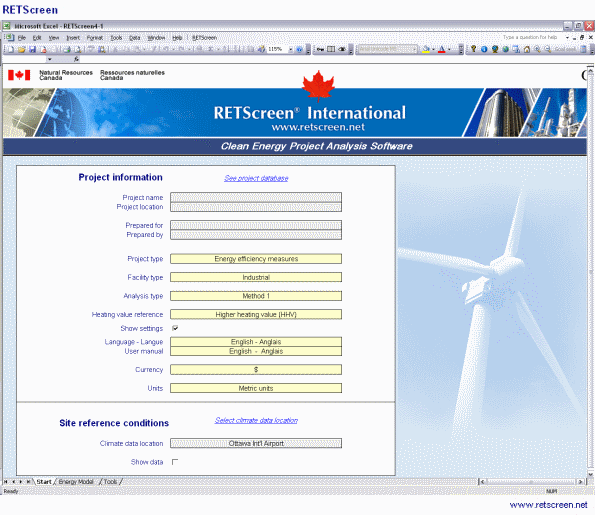 RETScreen
Microsoft Excel - RETScreen4-1
File Edit View Insert Format Tools Data Window Help RETScreen
Type a question for help
115%
fx
Natural Resources Canada
Ressources naturelles Canada
C
RETScreen® International
www.retscreen.net
Clean Energy Project Analysis Software
Project information
See project database
Project name
Project location
Prepared for
Prepared by
Project type Energy efficiency measures
Facility type Industrial
Analysis type Method 1
Heating value reference Higher heating value (HHV)
Show settings
Language - Langue English - Anglais
User manual English - Anglais
Currency $
Units Metric units
Site reference conditions
Select climate data location
Climate data location Ottawa Int'l Airport
Show data
Start Energy Model Tools
Ready NUM
www.retscreen.net